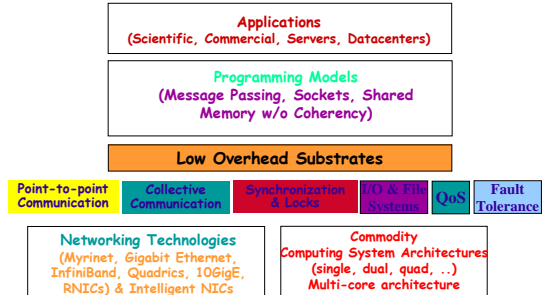 Applications
(Scientific, Commercial, Servers, Datacenters)
Programming Models
(Message Passing, Sockets, Shared
Memory w/o Coherency)
Low Overhead Substrates
Point-to-point
Communication
Collective
Communication
Synchronization
& Locks
I/O & File
Systems
QoS
Fault
Tolerance
Networking Technologies
(Myrinet, Gigabit Ethernet,
InfiniBand, Quadrics, 10GigE,
RNICs) & Intelligent NICs
Commodity
Computing System Architectures
(single, dual, quad, ..)
Multi-core architecture